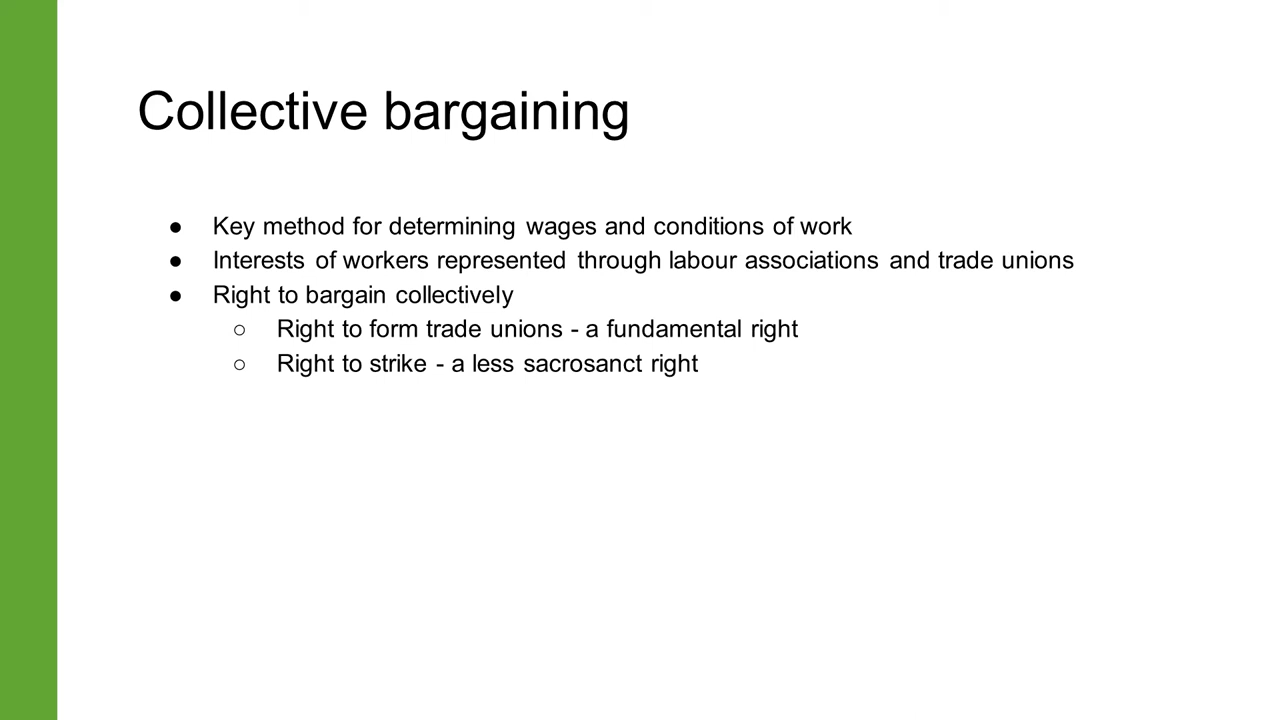 Collective bargaining
● Key method for determining wages and conditions of work
● Interests of workers represented through labour associations and trade unions
● Right to bargain collectively
○ Right to form trade unions - a fundamental right
○ Right to strike - a less sacrosanct right